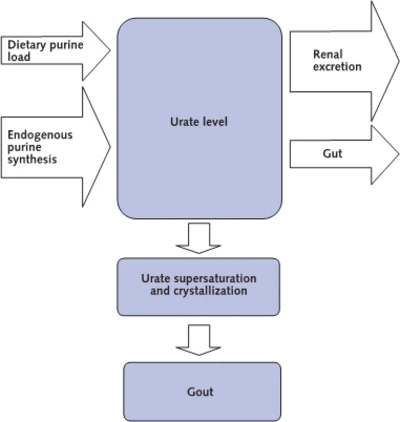 Dietary purine
load
Renal
excretion
Urate level
Endogenous
purine
synthesis
Gut
Urate supersaturation
and crystallization
Gout